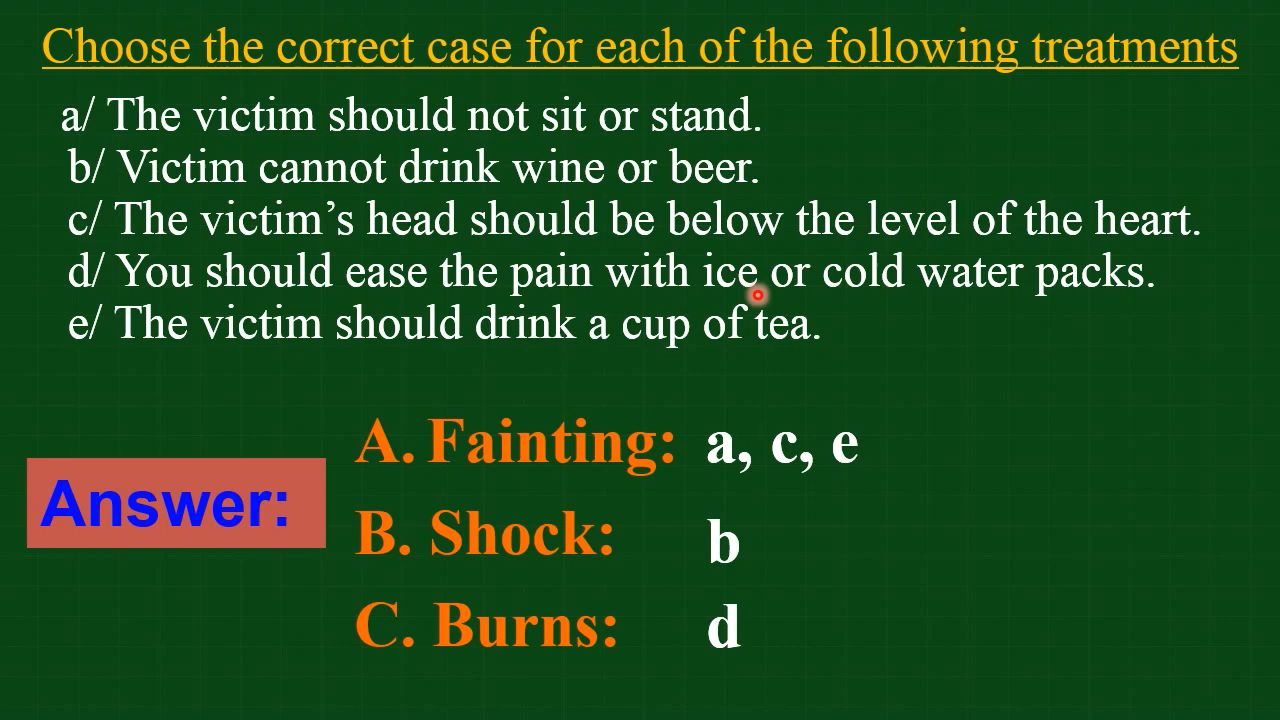 Choose the correct case for each of the following treatments
a/ The victim should not sit or stand.
b/ Victim cannot drink wine or beer.
c/ The victim’s head should be below the level of the heart.
d/ You should ease the pain with ice or cold water packs.
e/ The victim should drink a cup of tea.
A. Fainting: a, c, e
Answer:
B. Shock: b
C. Burns: d